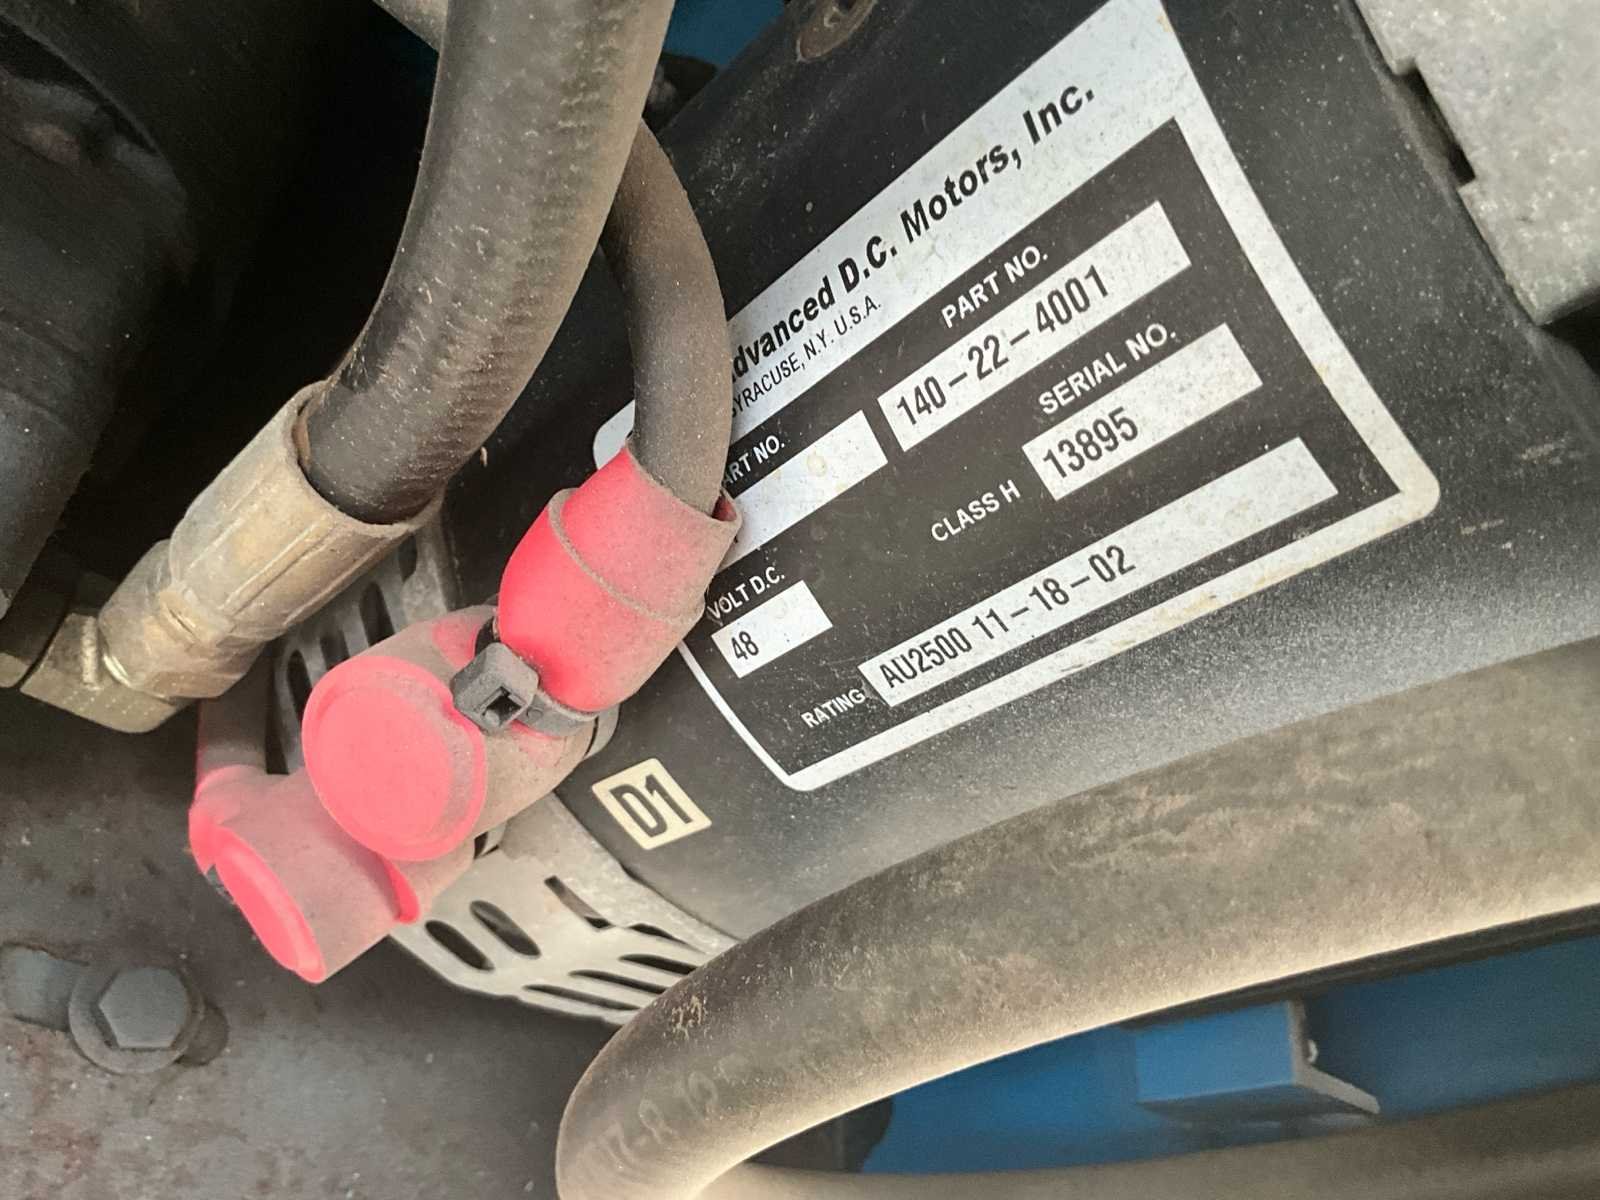 Advanced D.C. Motors, Inc.
SYRACUSE, N.Y. U.S.A.
PART NO.
140-22-4001
ART NO.
SERIAL NO.
CLASS H
13895
VOLT D.C.
48
RATING
AU2500 11-18-02
D1